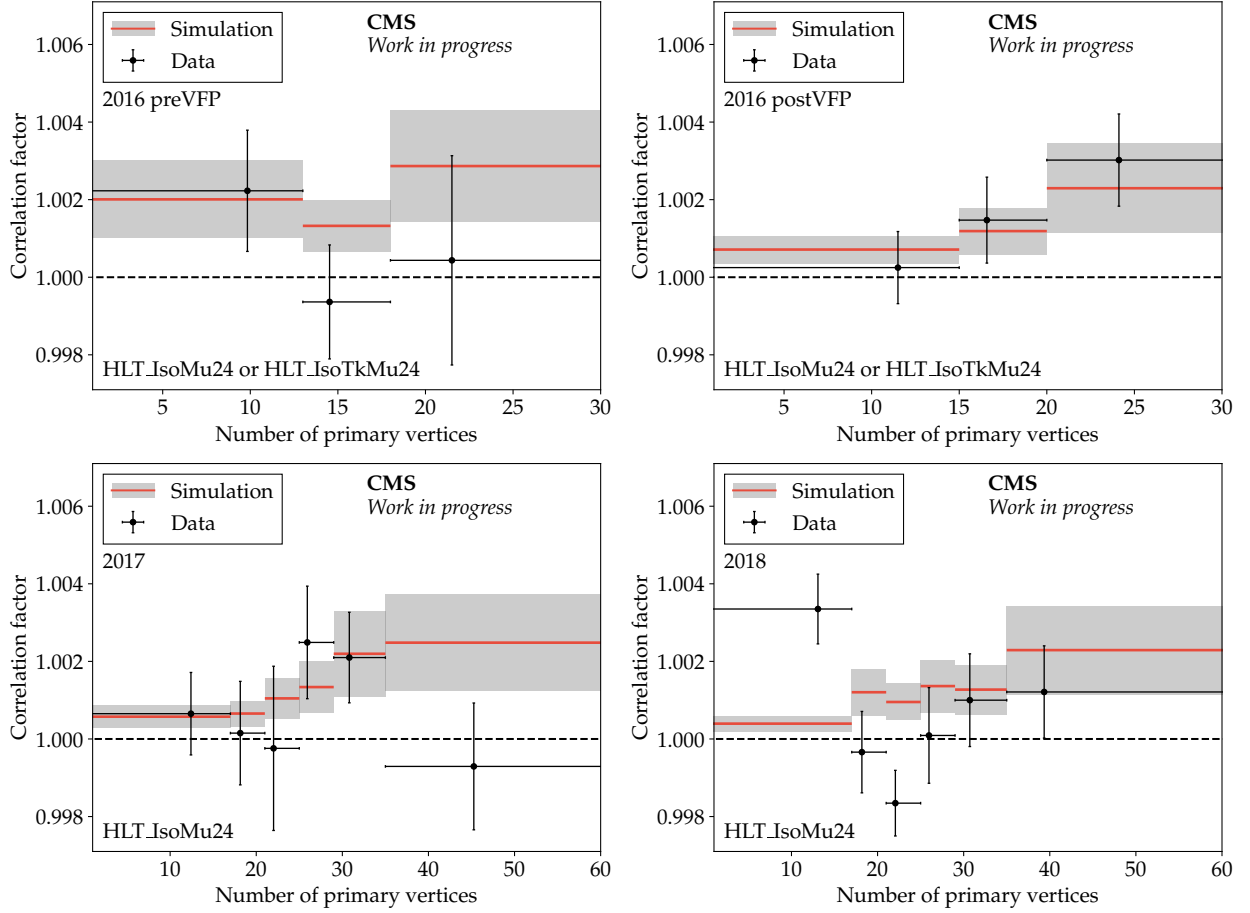 CMS
Work in progress
Simulation
Data
2016 preVFP
HLT_IsoMu24 or HLT_IsoTkMu24
Correlation factor
1.006
1.004
1.002
1.000
0.998
5
10
15
20
25
30
Number of primary vertices
CMS
Work in progress
Simulation
Data
2016 postVFP
HLT_IsoMu24 or HLT_IsoTkMu24
Correlation factor
1.006
1.004
1.002
1.000
0.998
5
10
15
20
25
30
Number of primary vertices
CMS
Work in progress
Simulation
Data
2017
HLT_IsoMu24
Correlation factor
1.006
1.004
1.002
1.000
0.998
10
20
30
40
50
60
Number of primary vertices
CMS
Work in progress
Simulation
Data
2018
HLT_IsoMu24
Correlation factor
1.006
1.004
1.002
1.000
0.998
10
20
30
40
50
60
Number of primary vertices